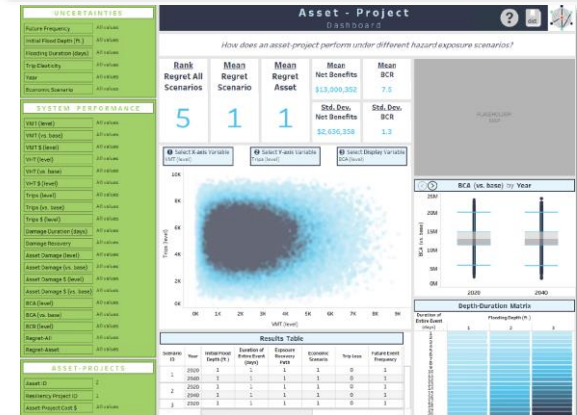 UNCERTAINTIES
Future Frequency All values
Initial Flood Depth (ft.) All values
Flooding Duration (days) All values
Trip Elasticity All values
Year All values
Economic Scenario All values
SYSTEM PERFORMANCE
VMT (level) All values
VMT (vs. base) All values
VMT $ (level) All values
VHT (level) All values
VHT (vs. base) All values
VHT $ (level) All values
Trips (level) All values
Trips (vs. base) All values
Trips $ (level) All values
Damage Duration (days) All values
Damage Recovery All values
Asset Damage (level) All values
Asset Damage (vs. base) All values
Asset Damage $ (level) All values
Asset Damage $ (vs. base) All values
BCA (level) All values
BCA (vs. base) All values
BCR (level) All values
Regret-All All values
Regret-Asset All values
ASSET-PROJECTS
Asset ID 2
Resiliency Project ID 1
Asset Project Cost $ All values
Asset - Project
Dashboard
How does an asset-project perform under different hazard exposure scenarios?
Rank Regret All Scenarios
5
Mean Regret Scenario
1
Mean Regret Asset
1
Mean Net Benefits
$13,000,352
Mean BCR
7.5
Std. Dev. Net Benefits
$2,636,358
Std. Dev. BCR
1.3
PLACEHOLDER
MAP
1 Select X-axis Variable
VMT (level)
2 Select Y-axis Variable
Trips (level)
3 Select Display Variable
BCA (level)
10K
8K
6K
4K
2K
0K
Trips (level)
0K 1K 2K 3K 4K 5K 6K 7K 8K 9K
VMT (level)
BCA (vs. base) by Year
25M
20M
15M
10M
5M
0M
BCA (vs. base)
2020 2040
Results Table
Scenario ID Year Initial Flood Depth (ft.) Duration of Entire Event (days) Exposure Recovery Path Economic Scenario Trip Loss Future Event Frequency
1 2020 1 1 1 1 0 1
2040 1 1 1 1 0 1
2 2020 1 1 1 1 0 1
2040 1 1 1 1 0 1
3 2020 1 1 1 1 0 1
Depth-Duration Matrix
Duration of Entire Event (days)
Flooding Depth (ft.)
1 2 3